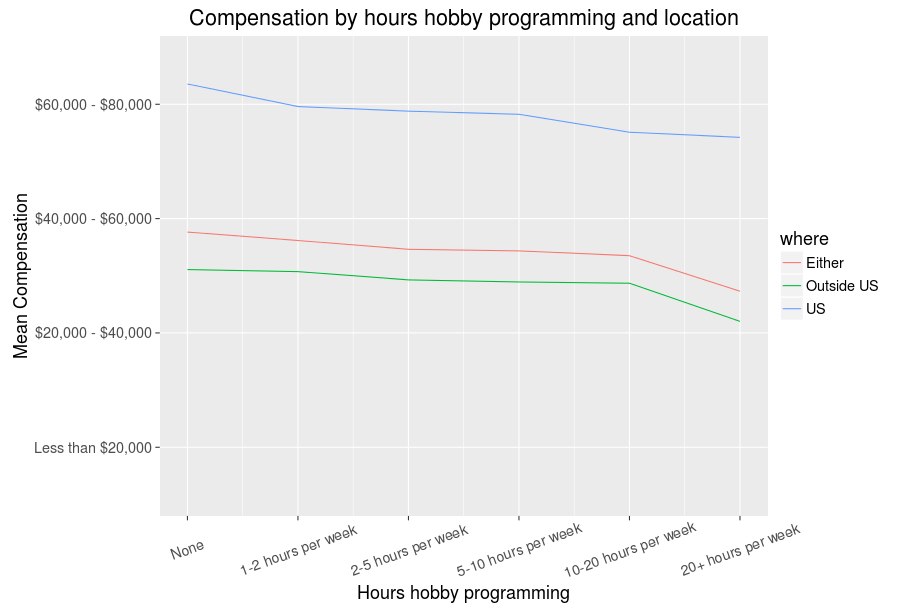 Compensation by hours hobby programming and location
Mean Compensation
$60,000 - $80,000
$40,000 - $60,000
$20,000 - $40,000
Less than $20,000
None
1-2 hours per week
2-5 hours per week
5-10 hours per week
10-20 hours per week
20+ hours per week
Hours hobby programming
where
Either
Outside US
US